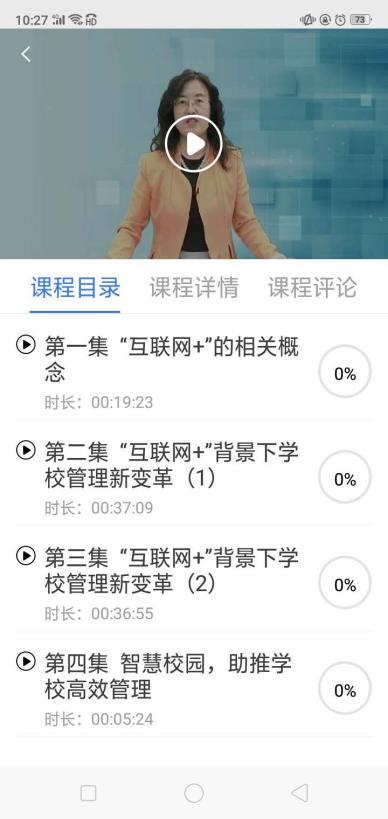 10:27 4G HD 73
课程目录 课程详情 课程评论
第一集 “互联网+”的相关概
念
0%
时长：00:19:23
第二集 “互联网+”背景下学
校管理新变革（1）
0%
时长：00:37:09
第三集 “互联网+”背景下学
校管理新变革（2）
0%
时长：00:36:55
第四集 智慧校园，助推学
校高效管理
0%
时长：00:05:24